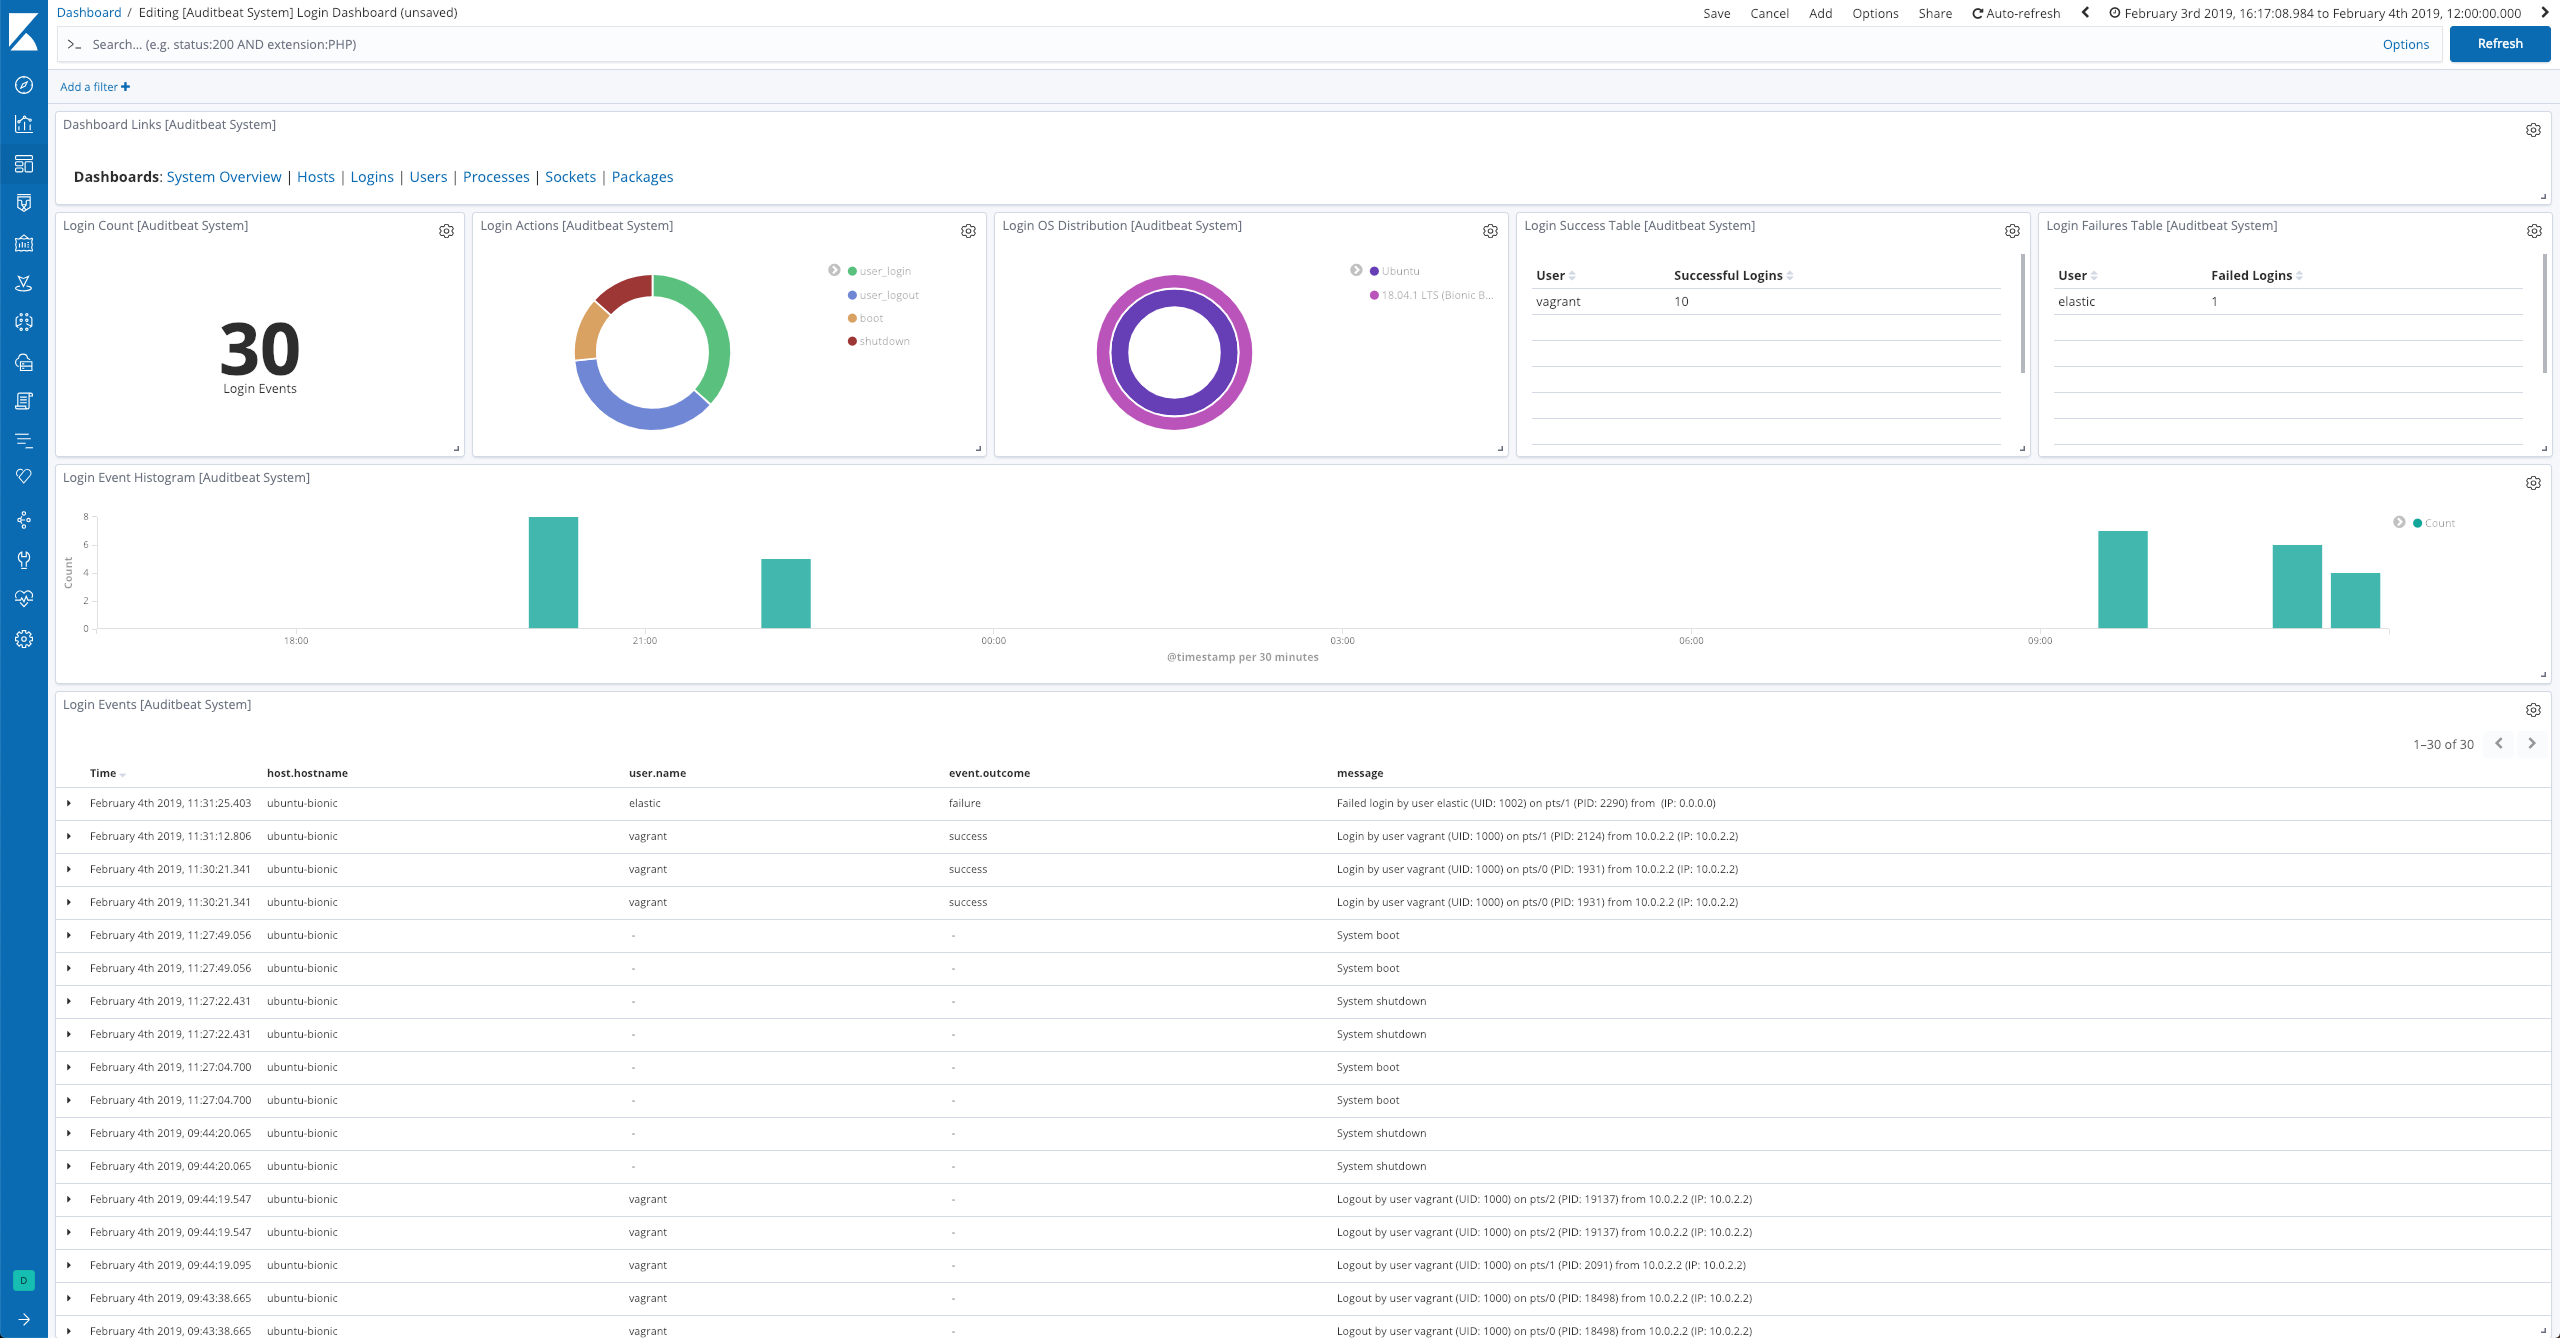 Dashboard / Editing [Auditbeat System] Login Dashboard (unsaved)
Save Cancel Add Options Share Auto-refresh February 3rd 2019, 16:17:08.984 to February 4th 2019, 12:00:00.000
>_ Search... (e.g. status:200 AND extension:PHP) Options Refresh
Add a filter +
Dashboard Links [Auditbeat System]
Dashboards: System Overview | Hosts | Logins | Users | Processes | Sockets | Packages
Login Count [Auditbeat System]
30
Login Events
Login Actions [Auditbeat System]
user_login
user_logout
boot
shutdown
Login OS Distribution [Auditbeat System]
Ubuntu
18.04.1 LTS (Bionic B...
Login Success Table [Auditbeat System]
User Successful Logins
vagrant 10
Login Failures Table [Auditbeat System]
User Failed Logins
elastic 1
Login Event Histogram [Auditbeat System]
Count
8
6
4
2
0
18:00 21:00 00:00 03:00 06:00 09:00
@timestamp per 30 minutes
Count
Login Events [Auditbeat System]
1–30 of 30
Time host.hostname user.name event.outcome message
February 4th 2019, 11:31:25.403 ubuntu-bionic elastic failure Failed login by user elastic (UID: 1002) on pts/1 (PID: 2290) from (IP: 0.0.0.0)
February 4th 2019, 11:31:12.806 ubuntu-bionic vagrant success Login by user vagrant (UID: 1000) on pts/1 (PID: 2124) from 10.0.2.2 (IP: 10.0.2.2)
February 4th 2019, 11:30:21.341 ubuntu-bionic vagrant success Login by user vagrant (UID: 1000) on pts/0 (PID: 1931) from 10.0.2.2 (IP: 10.0.2.2)
February 4th 2019, 11:30:21.341 ubuntu-bionic vagrant success Login by user vagrant (UID: 1000) on pts/0 (PID: 1931) from 10.0.2.2 (IP: 10.0.2.2)
February 4th 2019, 11:27:49.056 ubuntu-bionic - - System boot
February 4th 2019, 11:27:49.056 ubuntu-bionic - - System boot
February 4th 2019, 11:27:22.431 ubuntu-bionic - - System shutdown
February 4th 2019, 11:27:22.431 ubuntu-bionic - - System shutdown
February 4th 2019, 11:27:04.700 ubuntu-bionic - - System boot
February 4th 2019, 11:27:04.700 ubuntu-bionic - - System boot
February 4th 2019, 09:44:20.065 ubuntu-bionic - - System shutdown
February 4th 2019, 09:44:20.065 ubuntu-bionic - - System shutdown
February 4th 2019, 09:44:19.547 ubuntu-bionic vagrant - Logout by user vagrant (UID: 1000) on pts/2 (PID: 19137) from 10.0.2.2 (IP: 10.0.2.2)
February 4th 2019, 09:44:19.547 ubuntu-bionic vagrant - Logout by user vagrant (UID: 1000) on pts/2 (PID: 19137) from 10.0.2.2 (IP: 10.0.2.2)
February 4th 2019, 09:44:19.095 ubuntu-bionic vagrant - Logout by user vagrant (UID: 1000) on pts/1 (PID: 2091) from 10.0.2.2 (IP: 10.0.2.2)
February 4th 2019, 09:43:38.665 ubuntu-bionic vagrant - Logout by user vagrant (UID: 1000) on pts/0 (PID: 18498) from 10.0.2.2 (IP: 10.0.2.2)
February 4th 2019, 09:43:38.665 ubuntu-bionic vagrant - Logout by user vagrant (UID: 1000) on pts/0 (PID: 18498) from 10.0.2.2 (IP: 10.0.2.2)
D